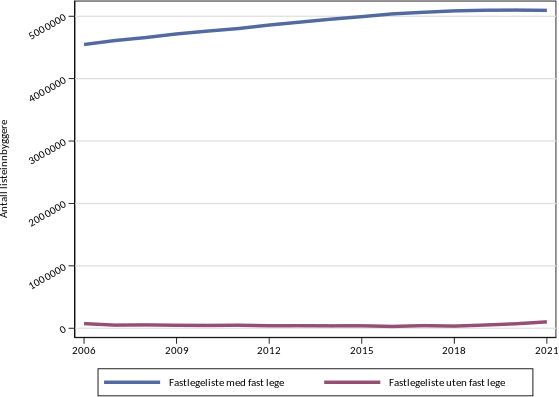 5000000
4000000
3000000
2000000
1000000
0
Antall listeinnbyggere
2006 2009 2012 2015 2018 2021
Fastlegeliste med fast lege Fastlegeliste uten fast lege